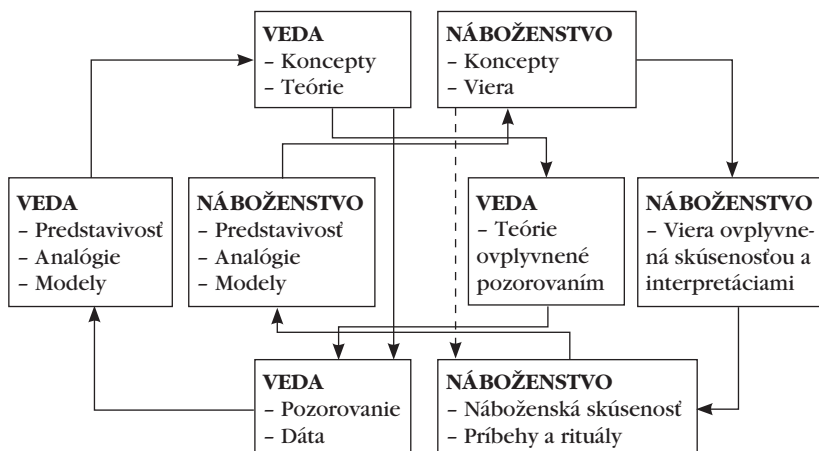 VEDA
– Koncepty
– Teórie
NÁBOŽENSTVO
– Koncepty
– Viera
VEDA
– Predstavivosť
– Analógie
– Modely
NÁBOŽENSTVO
– Predstavivosť
– Analógie
– Modely
VEDA
– Teórie
ovplyvnené
pozorovaním
NÁBOŽENSTVO
– Viera ovplyvne-
ná skúsenosťou a
interpretáciami
VEDA
– Pozorovanie
– Dáta
NÁBOŽENSTVO
– Náboženská skúsenosť
– Príbehy a rituály